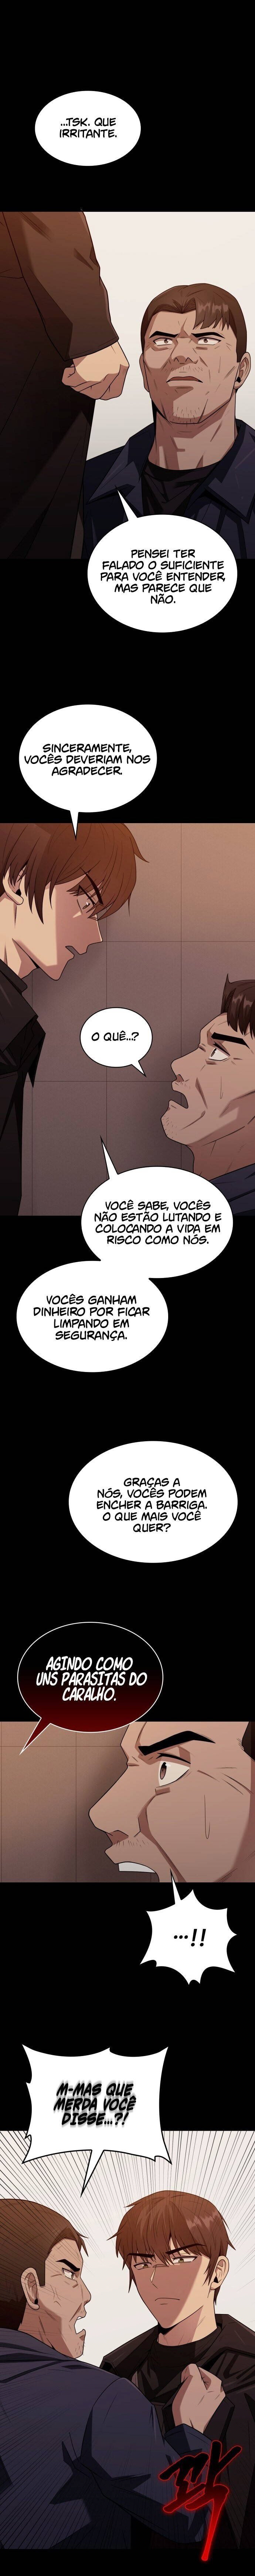 ...TSK. QUE
IRRITANTE.
PENSEI TER
FALADO O SUFICIENTE
PARA VOCÊ ENTENDER,
MAS PARECE QUE
NÃO.
SINCERAMENTE,
VOCÊS DEVERIAM NOS
AGRADECER.
O QUÊ...?
VOCÊ SABE, VOCÊS
NÃO ESTÃO LUTANDO E
COLOCANDO A VIDA EM
RISCO COMO NÓS.
VOCÊS GANHAM
DINHEIRO POR FICAR
LIMPANDO EM
SEGURANÇA.
GRAÇAS A
NÓS, VOCÊS PODEM
ENCHER A BARRIGA.
O QUE MAIS VOCÊ
QUER?
AGINDO COMO
UNS PARASITAS DO
CARALHO.
...!!
M-MAS QUE
MERDA VOCÊ
DISSE...?!
콱